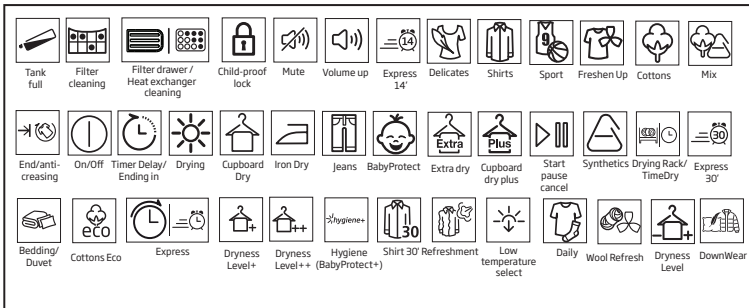 14
9
Tank full
Filter cleaning
Filter drawer / Heat exchanger cleaning
Child-proof lock
Mute
Volume up
Express 14'
Delicates
Shirts
Sport
Freshen Up
Cottons
Mix
Extra
Plus
30
End/anti-creasing
On/Off
Timer Delay/ Ending in
Drying
Cupboard Dry
Iron Dry
Jeans
BabyProtect
Extra dry
Cupboard dry plus
Start pause cancel
Synthetics
Drying Rack/ TimeDry
Express 30'
eco
+
++
hygiene+
30
- +
Bedding/ Duvet
Cottons Eco
Express
Dryness Level+
Dryness Level++
Hygiene (BabyProtect+)
Shirt 30'
Refreshment
Low temperature select
Daily
Wool Refresh
Dryness Level
DownWear